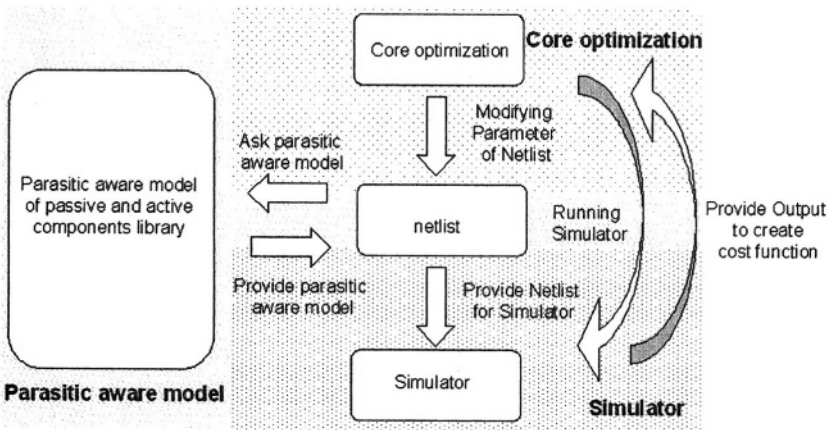 Core optimization
Core optimization
Modifying
Parameter
of Netlist
Ask parasitic
aware model
Parasitic aware model
of passive and active
components library
netlist
Running
Simulator
Provide Output
to create
cost function
Provide parasitic
aware model
Provide Netlist
for Simulator
Simulator
Parasitic aware model
Simulator